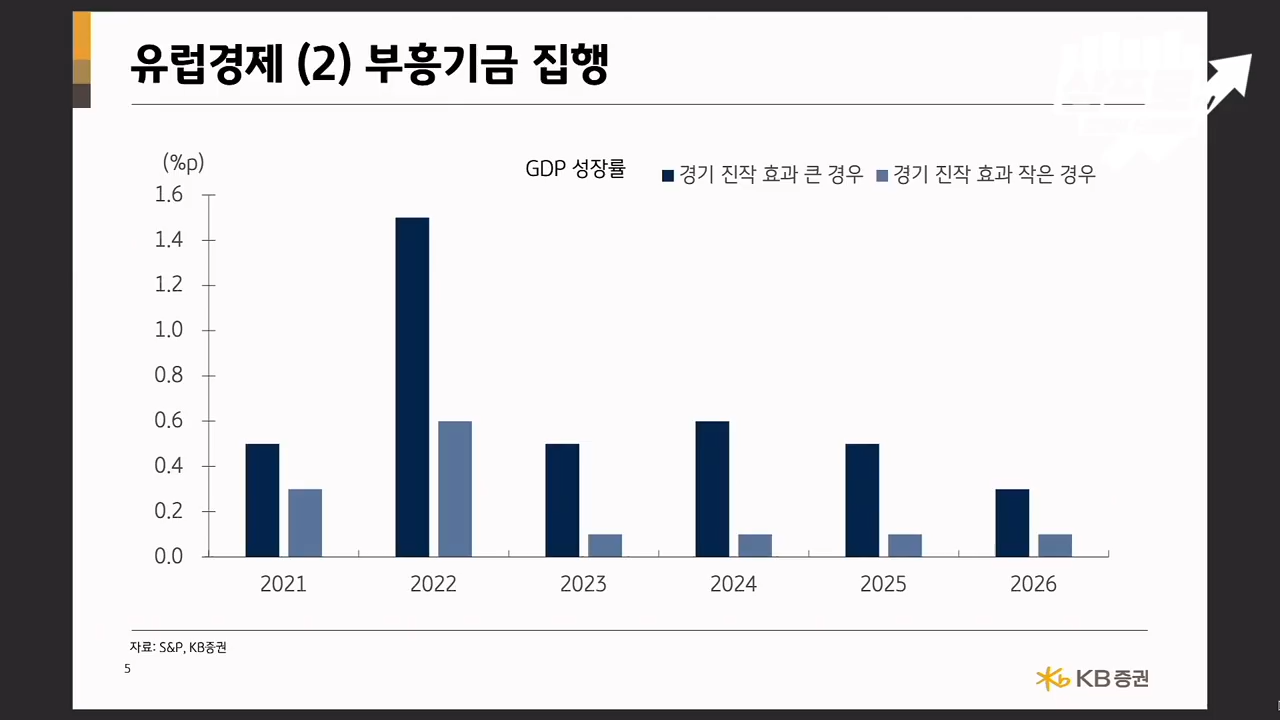 유럽경제 (2) 부흥기금 집행
(%p)
GDP 성장률
경기 진작 효과 큰 경우
경기 진작 효과 작은 경우
1.6
1.4
1.2
1.0
0.8
0.6
0.4
0.2
0.0
2021 2022 2023 2024 2025 2026
자료: S&P, KB증권
5
KB증권